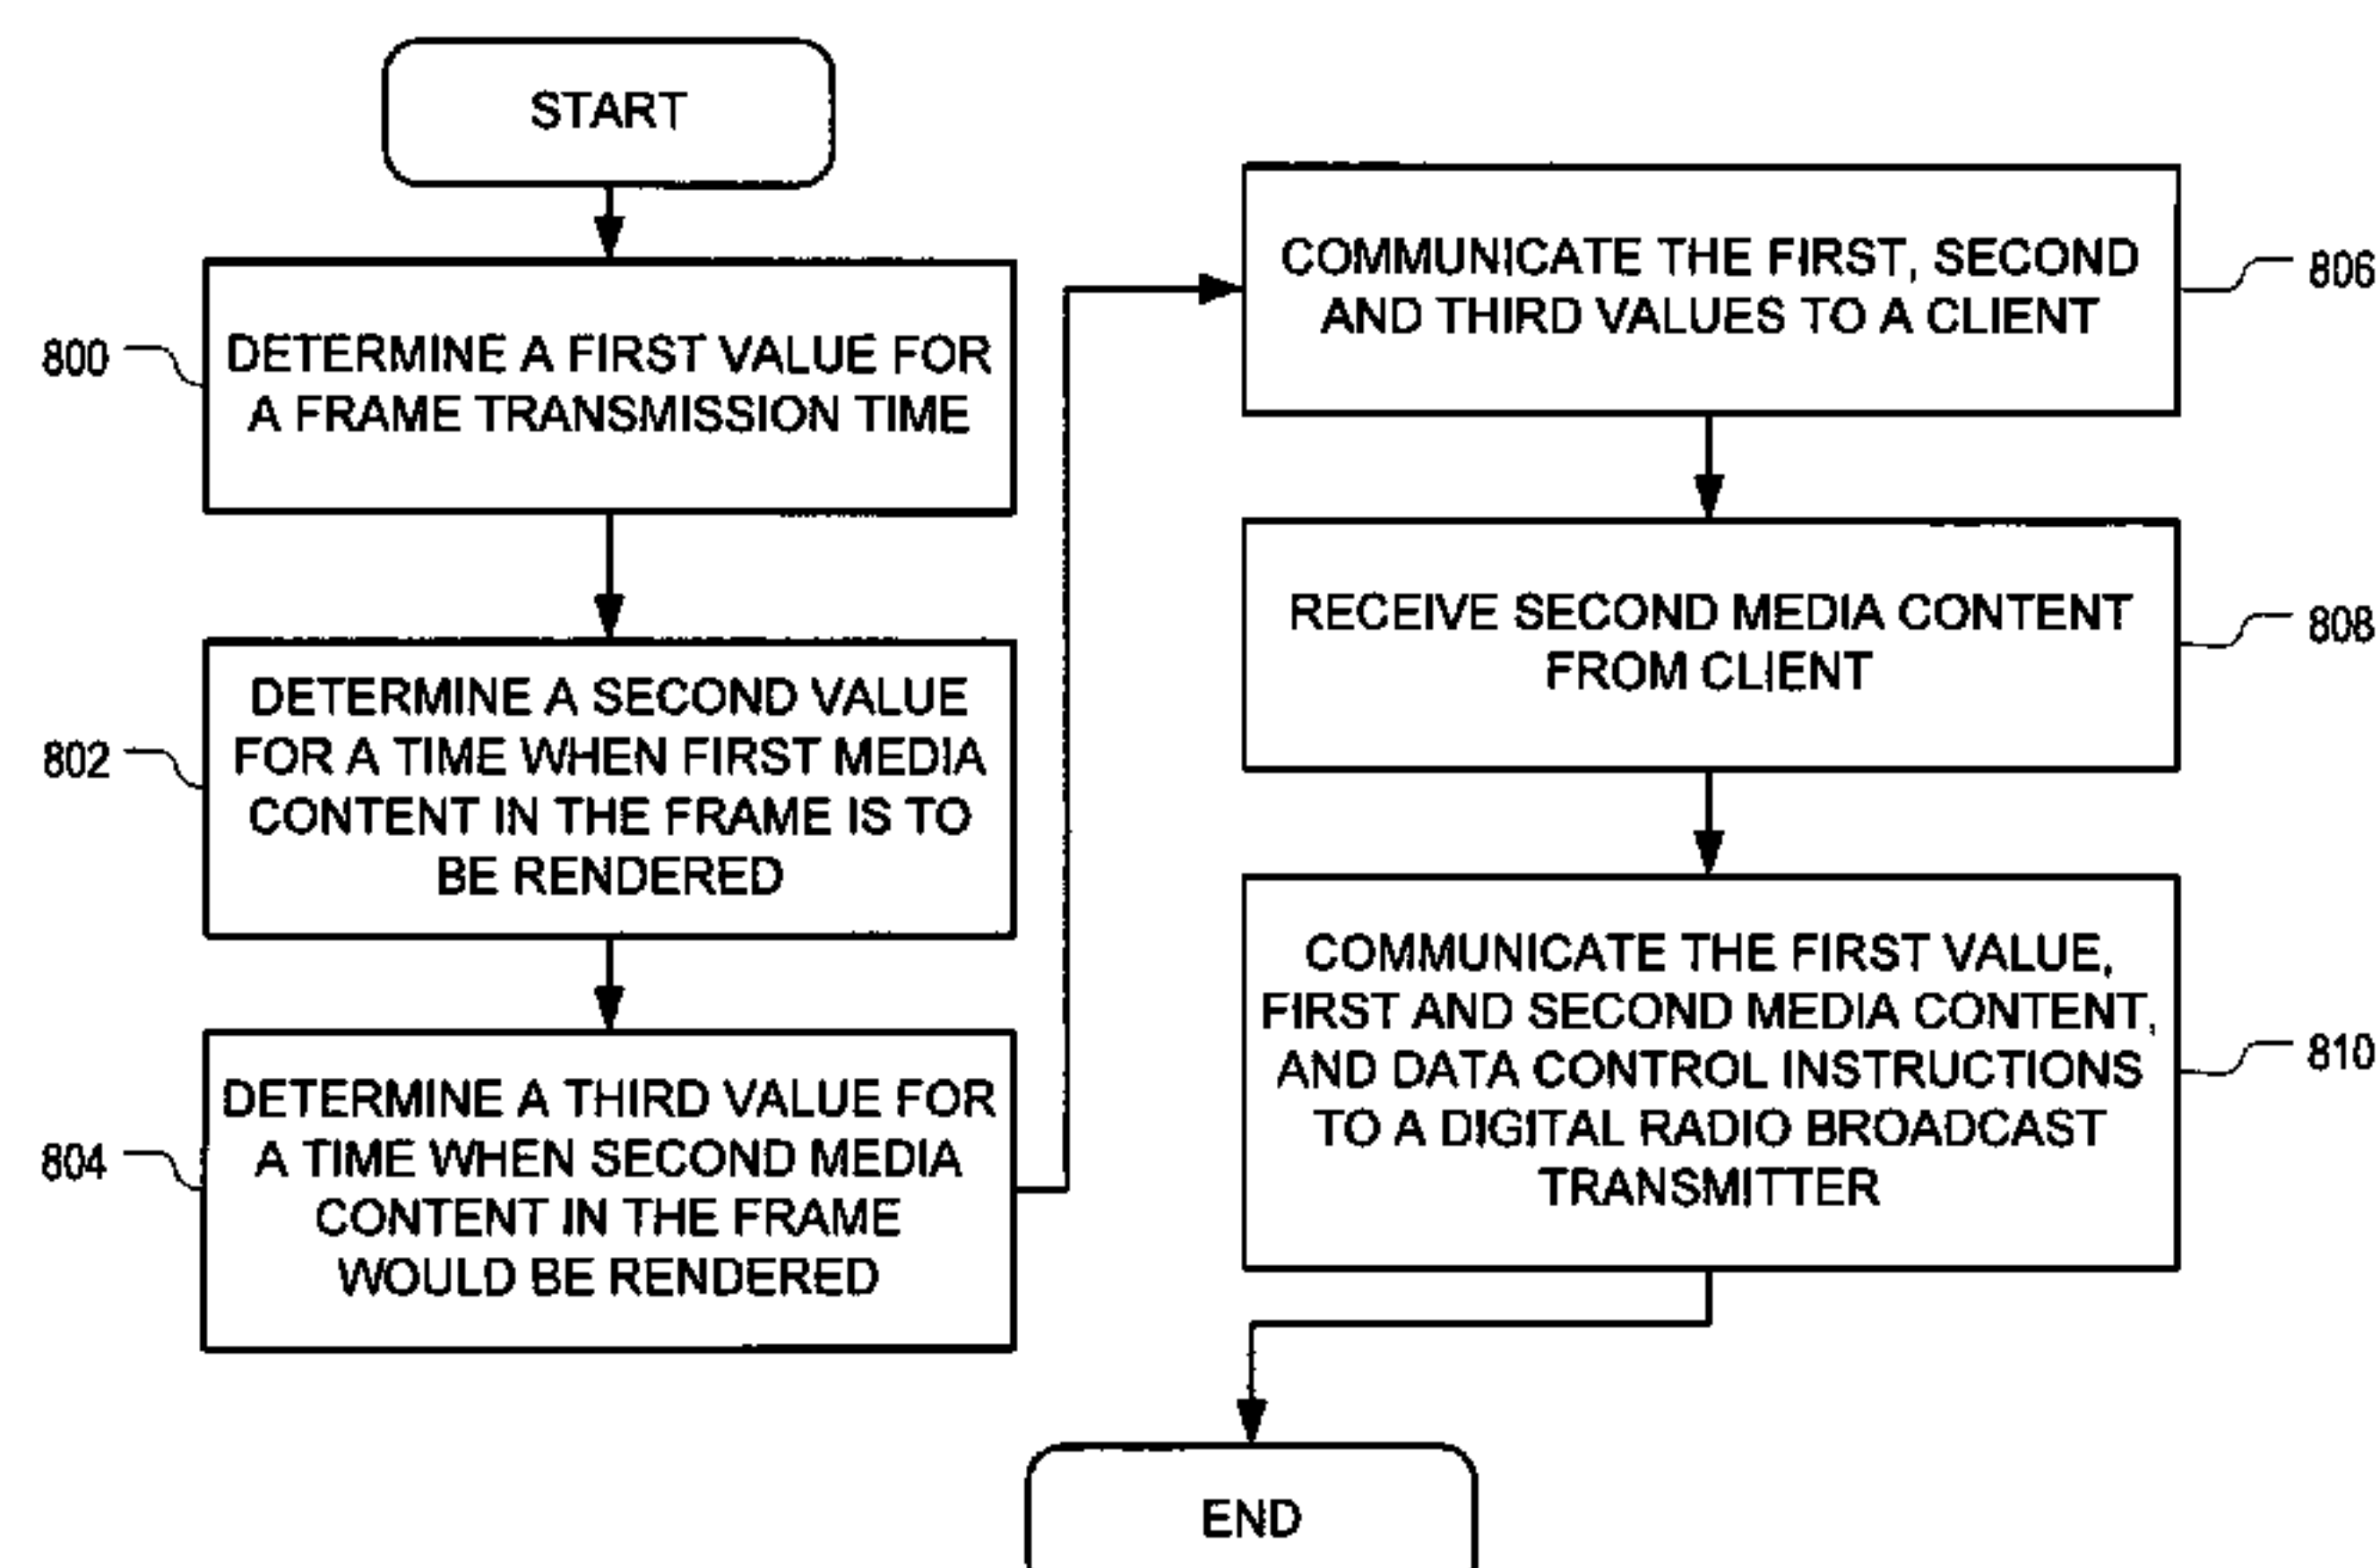 START
800
DETERMINE A FIRST VALUE FOR
A FRAME TRANSMISSION TIME
802
DETERMINE A SECOND VALUE
FOR A TIME WHEN FIRST MEDIA
CONTENT IN THE FRAME IS TO
BE RENDERED
804
DETERMINE A THIRD VALUE FOR
A TIME WHEN SECOND MEDIA
CONTENT IN THE FRAME
WOULD BE RENDERED
COMMUNICATE THE FIRST, SECOND
AND THIRD VALUES TO A CLIENT
806
RECEIVE SECOND MEDIA CONTENT
FROM CLIENT
808
COMMUNICATE THE FIRST VALUE,
FIRST AND SECOND MEDIA CONTENT,
AND DATA CONTROL INSTRUCTIONS
TO A DIGITAL RADIO BROADCAST
TRANSMITTER
810
END